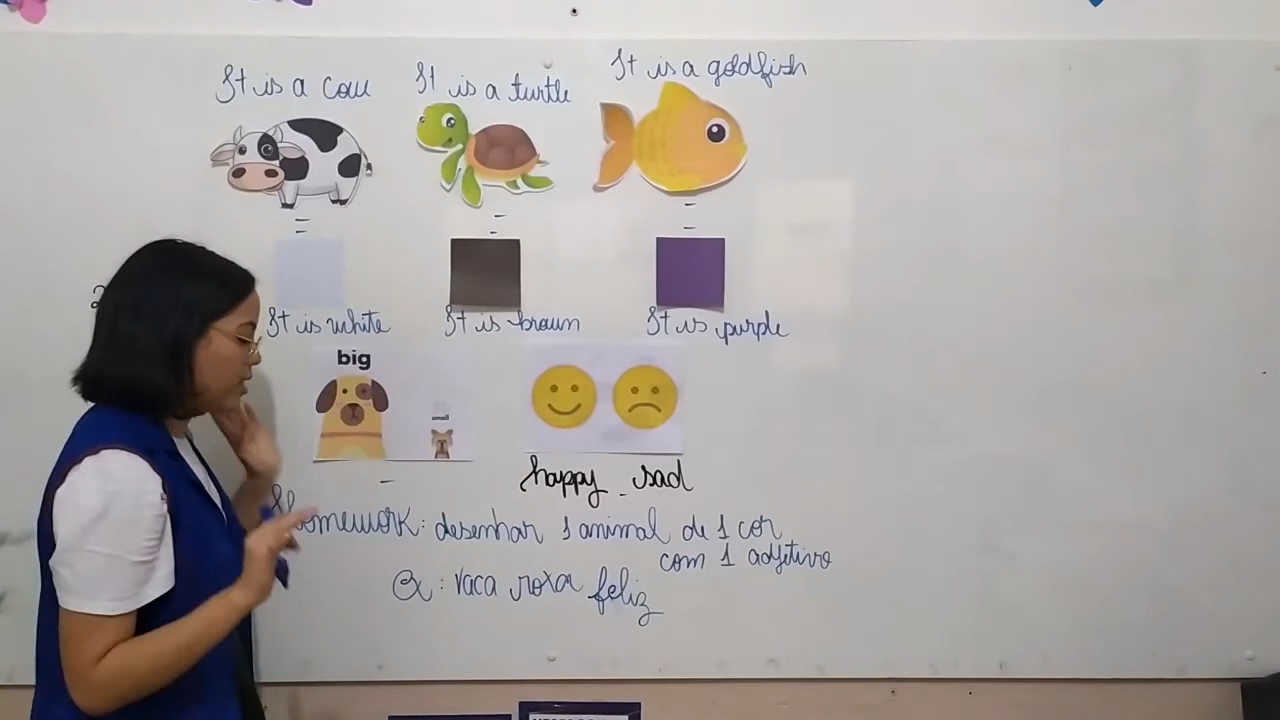 It is a cow
It is a turtle
It is a goldfish
It is white
It is brown
It is purple
big
small
happy sad
Homework: desenhar 1 animal de 1 cor
com 1 adjetivo
Ex: vaca roxa feliz